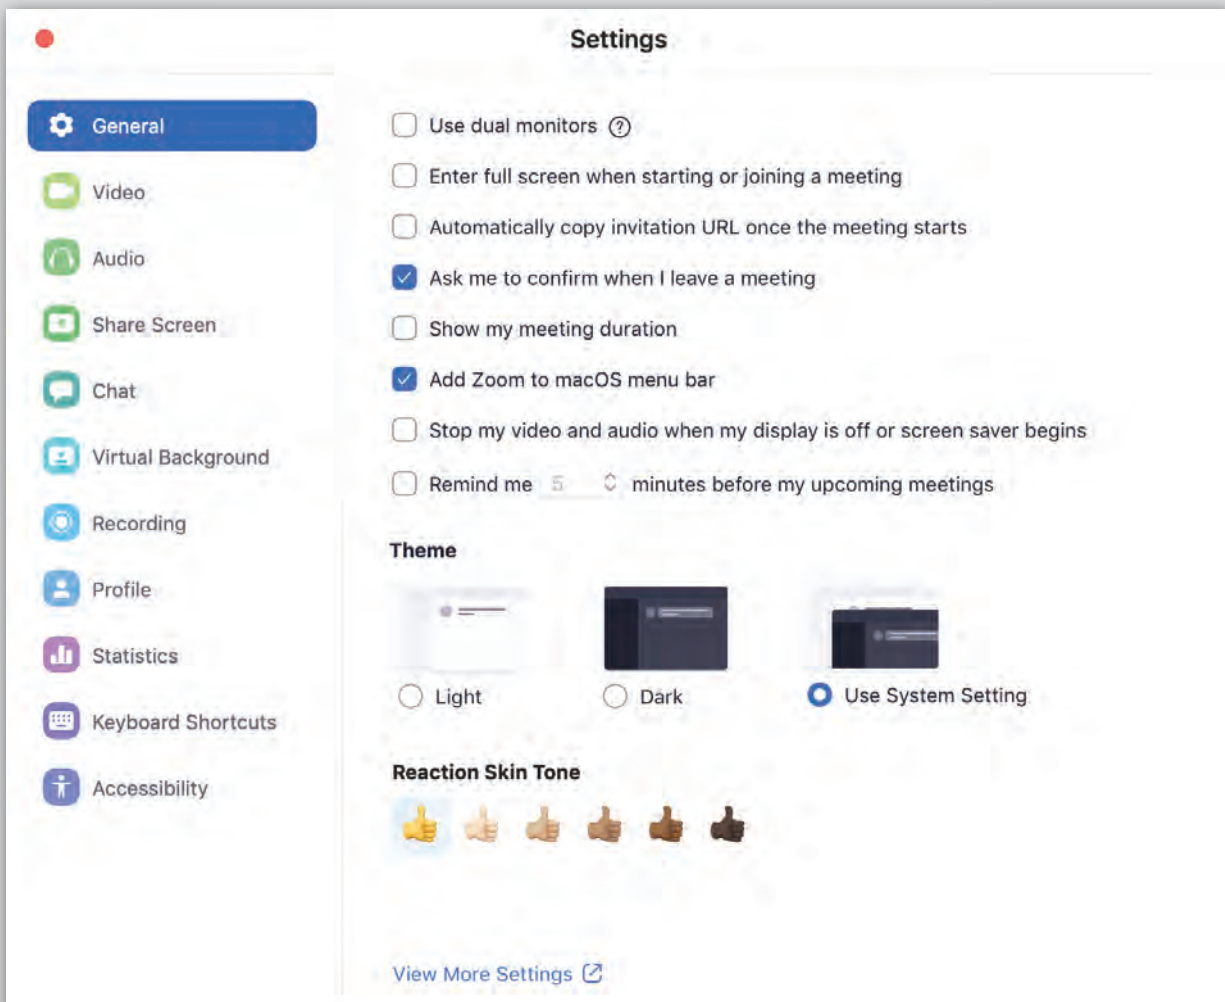 Settings
General
Video
Audio
Share Screen
Chat
Virtual Background
Recording
Profile
Statistics
Keyboard Shortcuts
Accessibility
Use dual monitors ?
Enter full screen when starting or joining a meeting
Automatically copy invitation URL once the meeting starts
Ask me to confirm when I leave a meeting
Show my meeting duration
Add Zoom to macOS menu bar
Stop my video and audio when my display is off or screen saver begins
Remind me 5 minutes before my upcoming meetings
Theme
Light Dark Use System Setting
Reaction Skin Tone
View More Settings